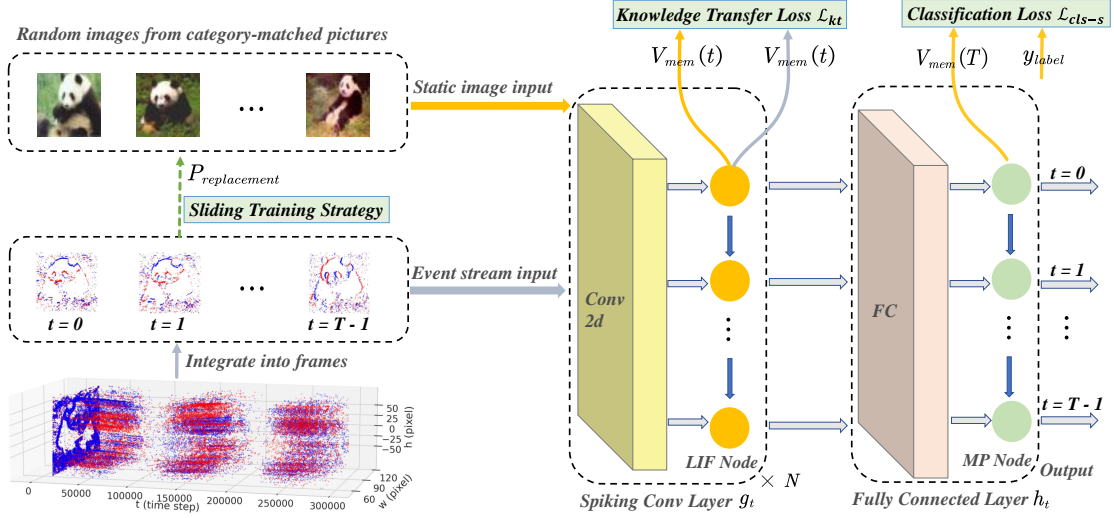 Knowledge Transfer Loss ℒkt
Classification Loss ℒcls-s
Random images from category-matched pictures
Vmem(t)
Vmem(t)
Vmem(T)
ylabel
...
Static image input
Preplacement
Sliding Training Strategy
t = 0
Event stream input
...
t = 0
t = 1
t = T - 1
Conv
2d
FC
t = 1
Integrate into frames
t = T - 1
50
25
0
−25
−50
h (pixel)
120
90
60
w (pixel)
0
50000
100000
150000
200000
250000
300000
t (time step)
LIF Node
MP Node
Output
× N
Spiking Conv Layer gt
Fully Connected Layer ht